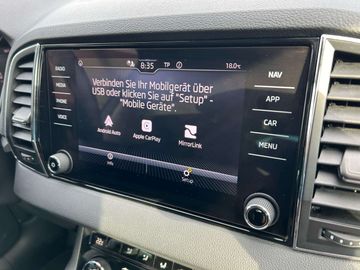 8:35
TP
18.0
RADIO
MEDIA
PHONE
VOICE
NAV
APP
CAR
MENU
Verbinden Sie Ihr Mobilgerät über
USB oder klicken Sie auf "Setup" -
"Mobile Geräte".
Android Auto
Apple CarPlay
MirrorLink
Info
Setup